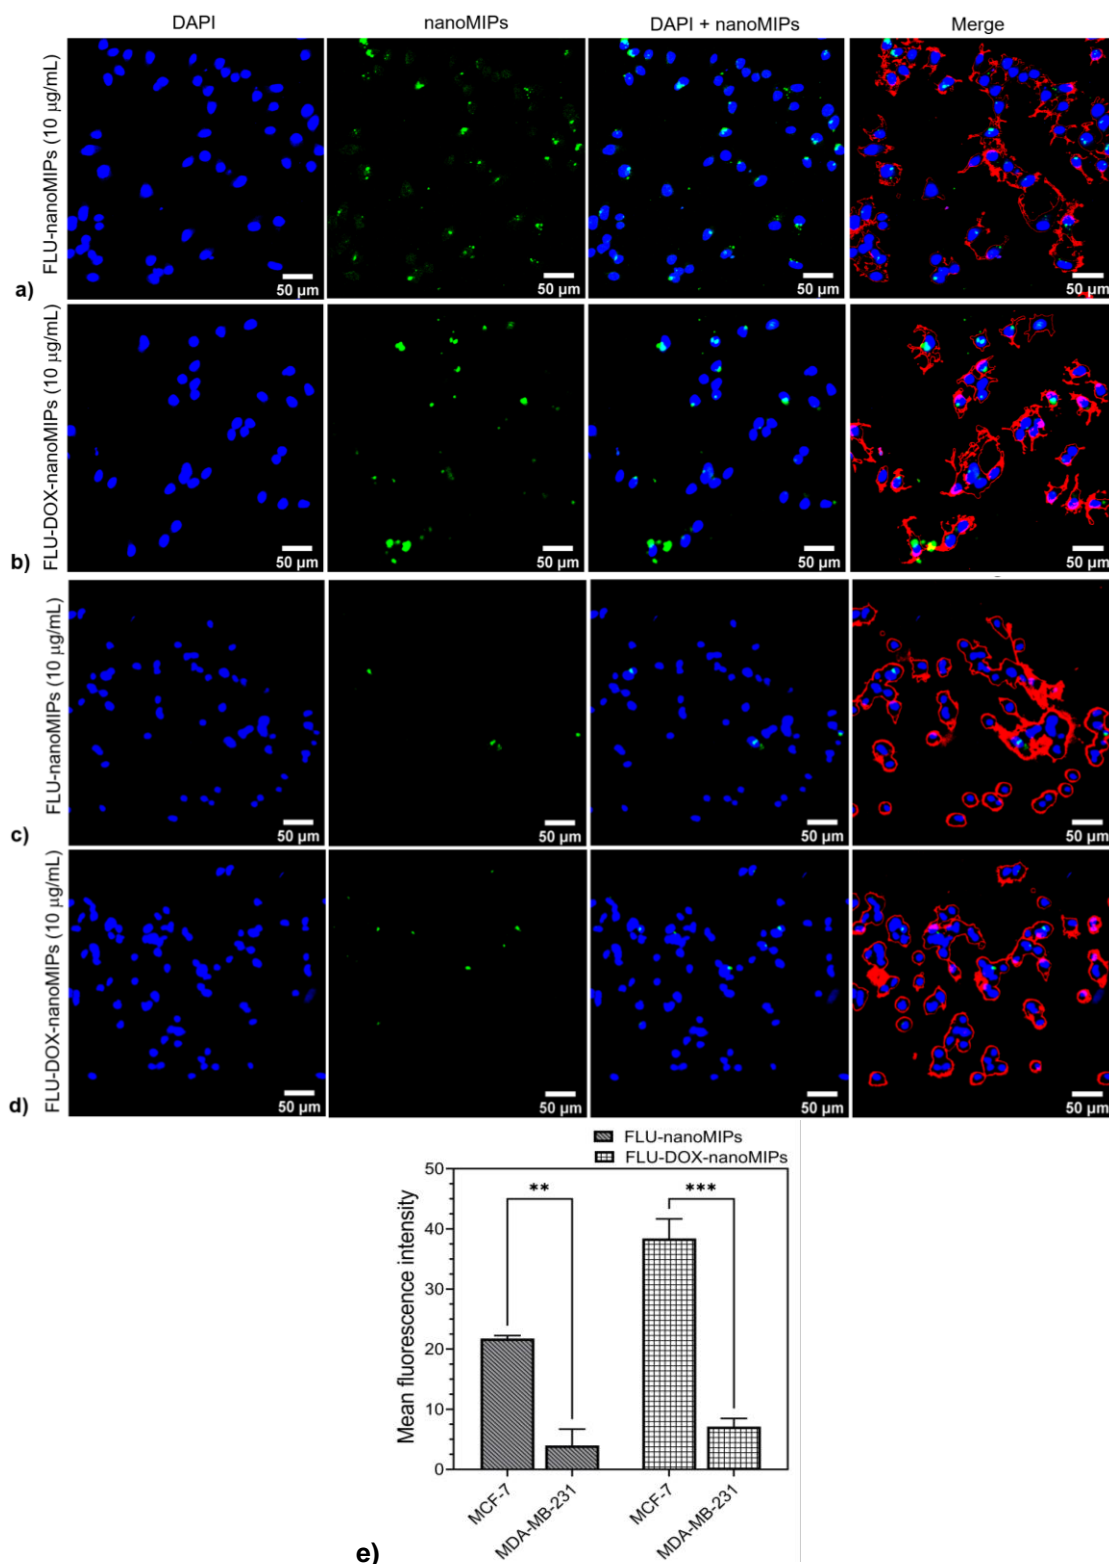 DAPI nanoMIPs DAPI + nanoMIPs Merge
FLU-nanoMIPs (10 µg/mL)
50 µm 50 µm 50 µm 50 µm
a)
FLU-DOX-nanoMIPs (10 µg/mL)
50 µm 50 µm 50 µm 50 µm
b)
FLU-nanoMIPs (10 µg/mL)
50 µm 50 µm 50 µm 50 µm
c)
FLU-DOX-nanoMIPs (10 µg/mL)
50 µm 50 µm 50 µm 50 µm
d)
FLU-nanoMIPs
FLU-DOX-nanoMIPs
Mean fluorescence intensity
50
40
30
20
10
0
** ***
MCF-7 MDA-MB-231 MCF-7 MDA-MB-231
e)